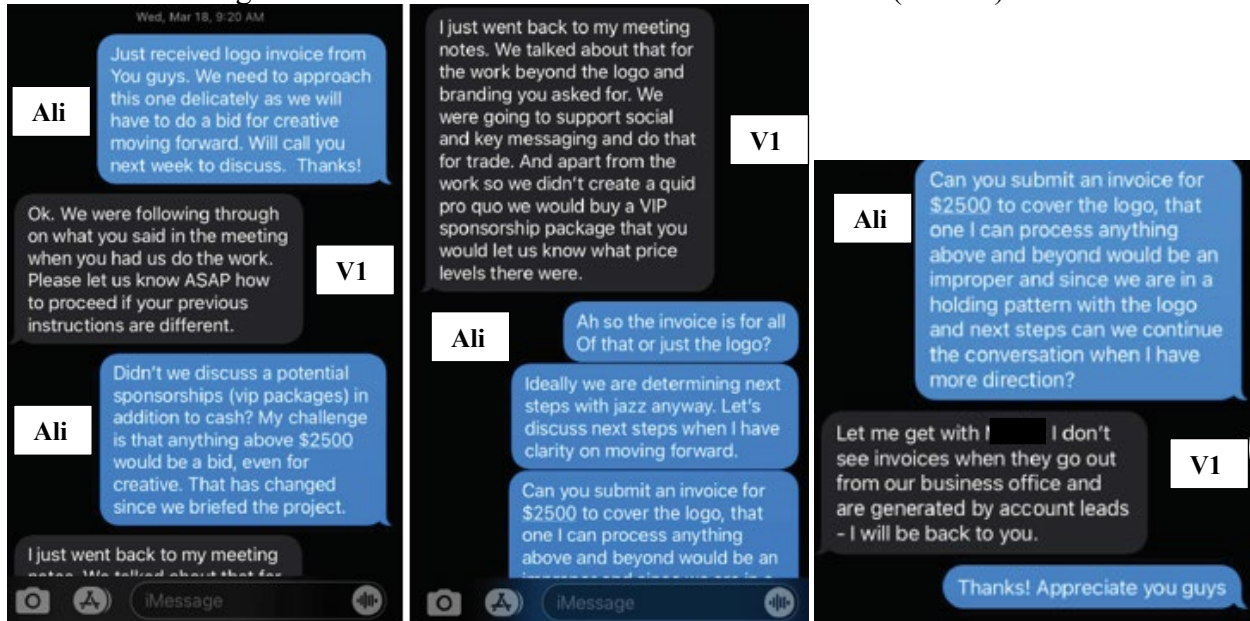 Wed, Mar 18, 9:20 AM
Just received logo invoice from
You guys. We need to approach
this one delicately as we will
have to do a bid for creative
moving forward. Will call you
next week to discuss. Thanks!
Ali
Ok. We were following through
on what you said in the meeting
when you had us do the work.
Please let us know ASAP how
to proceed if your previous
instructions are different.
V1
Didn't we discuss a potential
sponsorships (vip packages) in
addition to cash? My challenge
is that anything above $2500
would be a bid, even for
creative. That has changed
since we briefed the project.
Ali
I just went back to my meeting
iMessage
I just went back to my meeting
notes. We talked about that for
the work beyond the logo and
branding you asked for. We
were going to support social
and key messaging and do that
for trade. And apart from the
work so we didn't create a quid
pro quo we would buy a VIP
sponsorship package that you
would let us know what price
levels there were.
V1
Ah so the invoice is for all
Of that or just the logo?
Ali
Ideally we are determining next
steps with jazz anyway. Let's
discuss next steps when I have
clarity on moving forward.
Can you submit an invoice for
$2500 to cover the logo, that
one I can process anything
above and beyond would be an
iMessage
Can you submit an invoice for
$2500 to cover the logo, that
one I can process anything
above and beyond would be an
improper and since we are in a
holding pattern with the logo
and next steps can we continue
the conversation when I have
more direction?
Ali
Let me get with I don't
see invoices when they go out
from our business office and
are generated by account leads
- I will be back to you.
V1
Thanks! Appreciate you guys